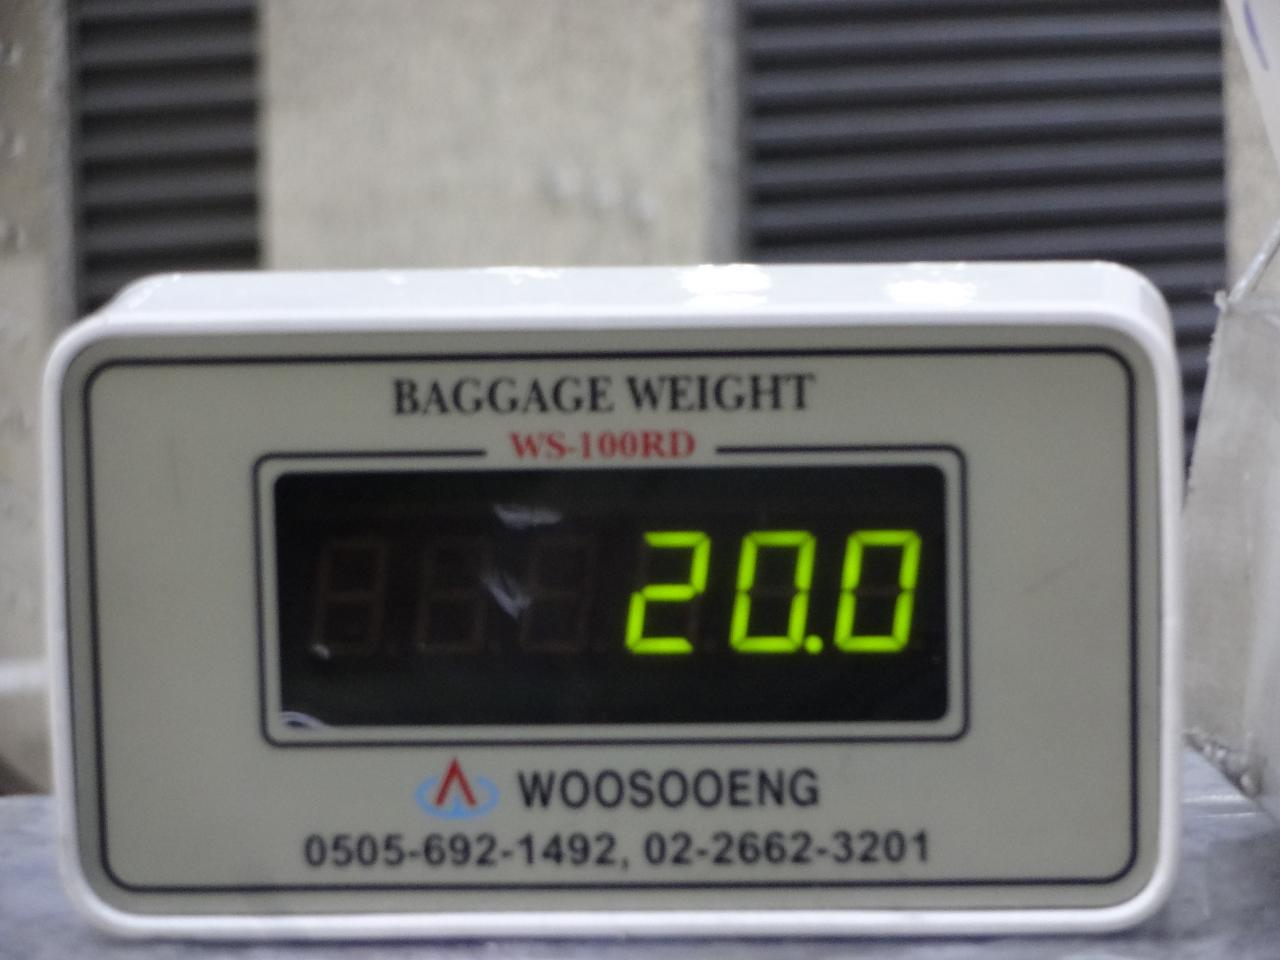 BAGGAGE WEIGHT
WS-100RD
20.0
WOOSOOENG
0505-692-1492, 02-2662-3201